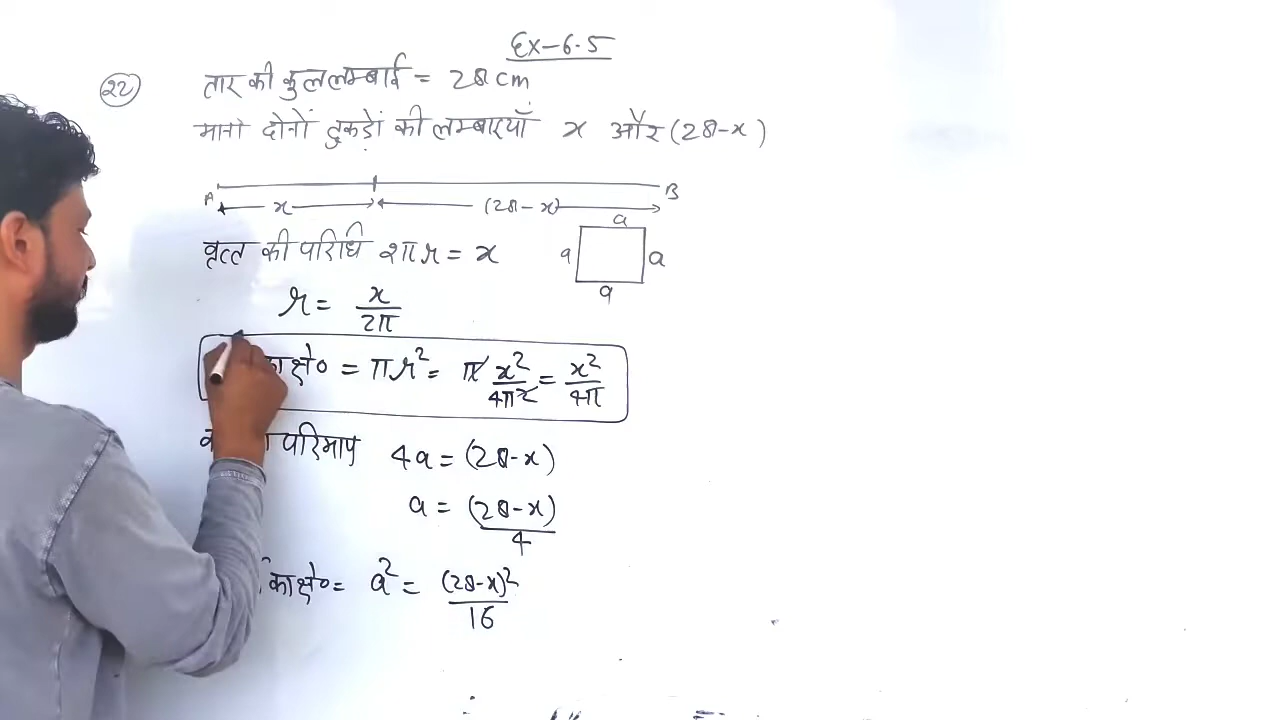 Ex-6.5
22 तार की कुल लम्बाई = 28 cm
माना दोनों टुकड़ों की लम्बाइयाँ x और (28-x)
A B
x (28-x)
वृत्त की परिधि 2πr = x
a
a a
a
r = x/2π
का क्षे० = πr² = π x²/4π² = x²/4π
परिमाप 4a = (28-x)
a = (28-x)/4
का क्षे० = a² = (28-x)²/16